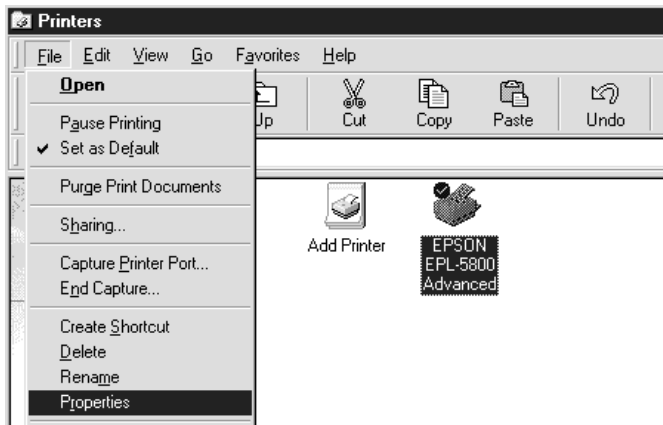 Printers
File Edit View Go Favorites Help
Up Cut Copy Paste Undo
Open
Pause Printing
Set as Default
Purge Print Documents
Sharing...
Capture Printer Port...
End Capture...
Create Shortcut
Delete
Rename
Properties
Add Printer
EPSON
EPL-5800
Advanced